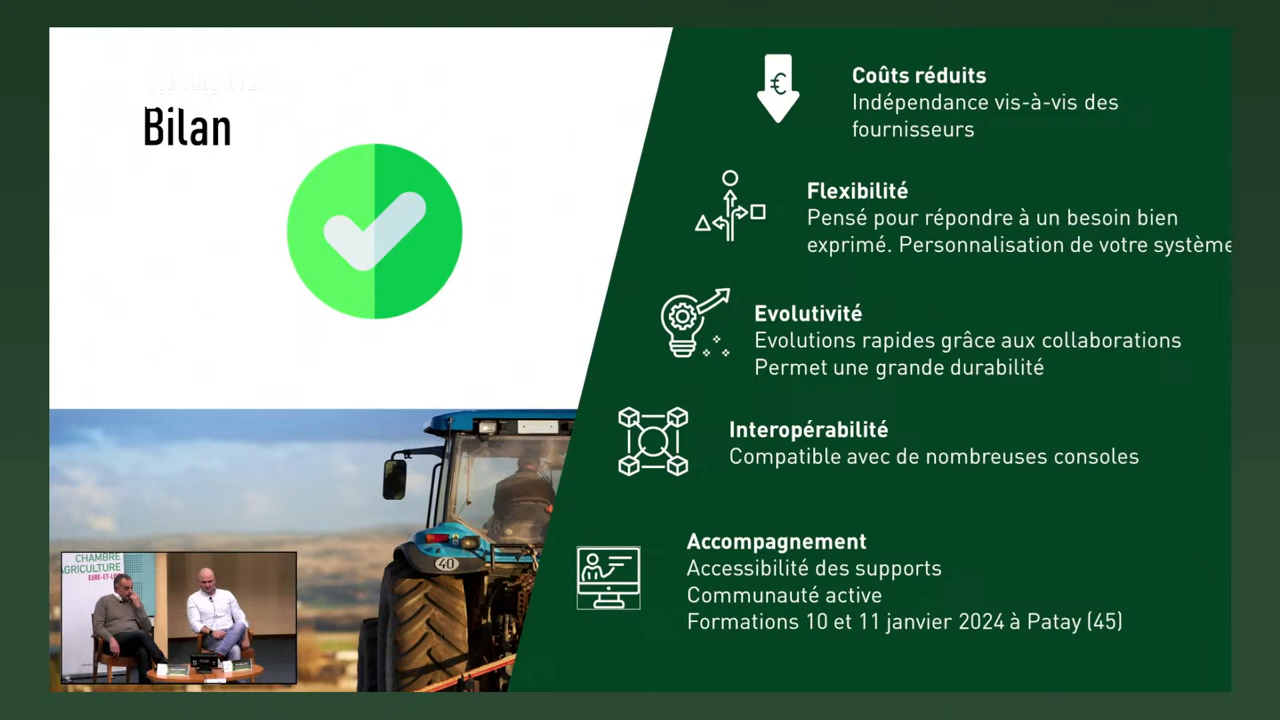 Bilan
Coûts réduits
Indépendance vis-à-vis des
fournisseurs
Flexibilité
Pensé pour répondre à un besoin bien
exprimé. Personnalisation de votre système
Evolutivité
Evolutions rapides grâce aux collaborations
Permet une grande durabilité
Interopérabilité
Compatible avec de nombreuses consoles
Accompagnement
Accessibilité des supports
Communauté active
Formations 10 et 11 janvier 2024 à Patay (45)
40
CHAMBRE
AGRICULTURE